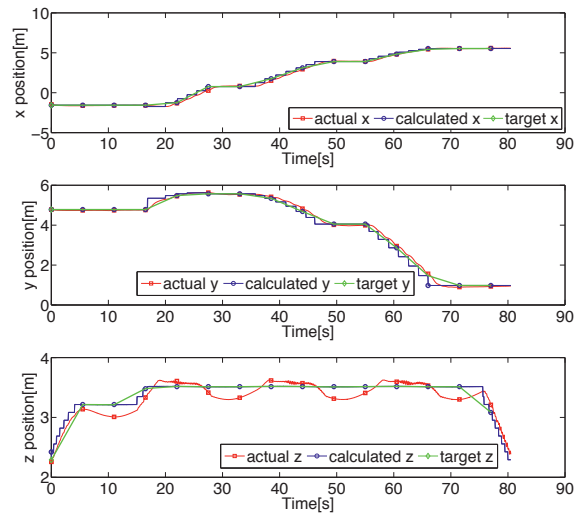 10
5
0
−5
x position[m]
0 10 20 30 40 50 60 70 80 90
actual x calculated x target x
Time[s]
6
4
2
0
y position[m]
0 10 20 30 40 50 60 70 80 90
actual y calculated y target y
Time[s]
4
3
2
z position[m]
0 10 20 30 40 50 60 70 80 90
actual z calculated z target z
Time[s]